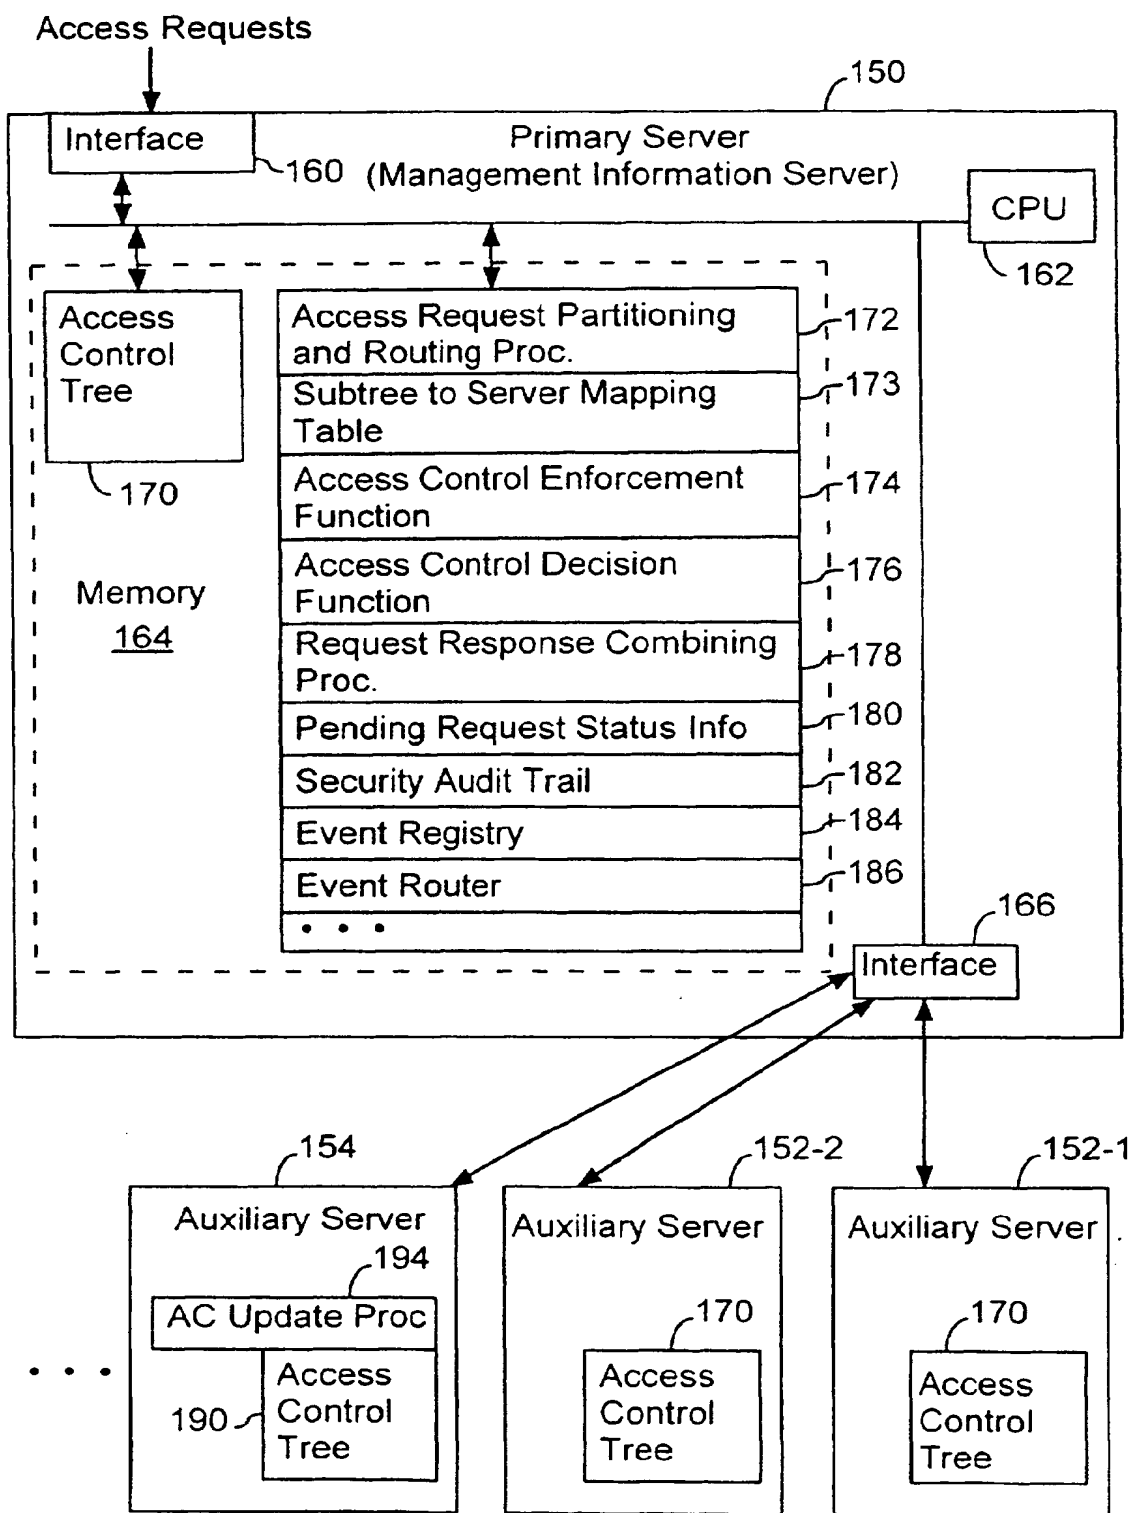 Access Requests
150
Interface
160
Primary Server
(Management Information Server)
CPU
162
Access
Control
Tree
170
Memory
164
Access Request Partitioning
and Routing Proc.
172
Subtree to Server Mapping
Table
173
Access Control Enforcement
Function
174
Access Control Decision
Function
176
Request Response Combining
Proc.
178
Pending Request Status Info
180
Security Audit Trail
182
Event Registry
184
Event Router
186
• • •
166
Interface
154
Auxiliary Server
194
AC Update Proc
Access
Control
Tree
190
• • •
152-2
Auxiliary Server
170
Access
Control
Tree
152-1
Auxiliary Server
170
Access
Control
Tree